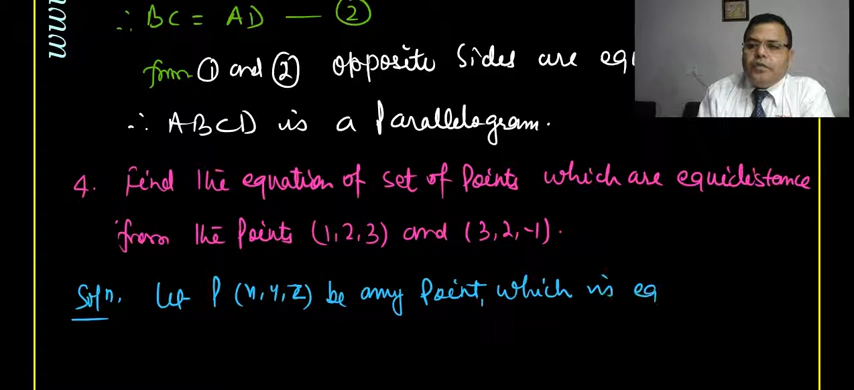 www
∴ BC = AD — ②
from ① and ② opposite sides are eq
∴ ABCD is a Parallelogram.
4. Find the equation of set of Points which are equidistance
from the Points (1, 2, 3) and (3, 2, -1).
Solⁿ. Let P (x, y, z) be any Point, which is eq